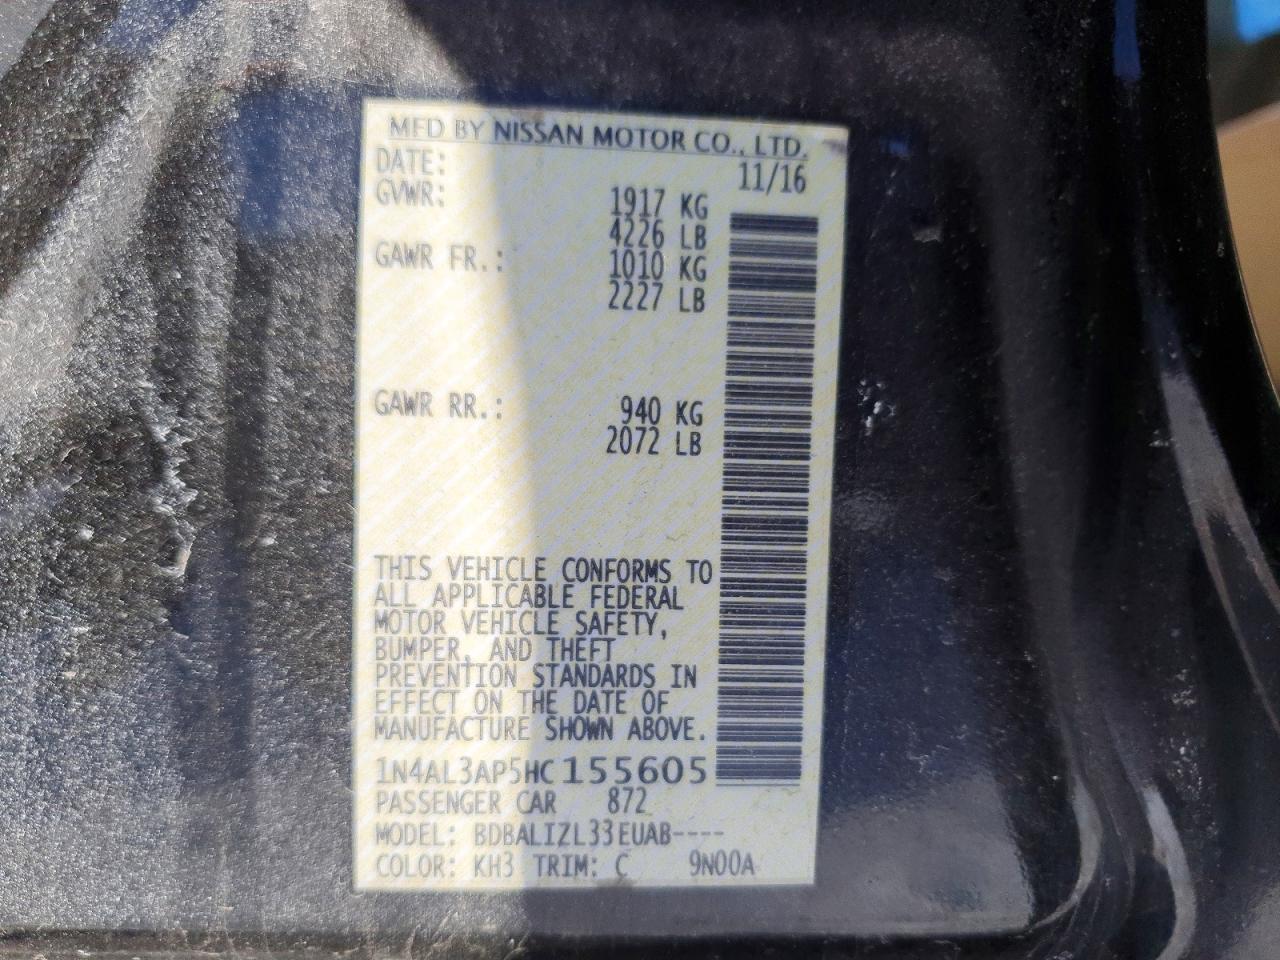 MFD BY NISSAN MOTOR CO., LTD.
DATE: 11/16
GVWR: 1917 KG
4226 LB
GAWR FR.: 1010 KG
2227 LB
GAWR RR.: 940 KG
2072 LB
THIS VEHICLE CONFORMS TO
ALL APPLICABLE FEDERAL
MOTOR VEHICLE SAFETY,
BUMPER, AND THEFT
PREVENTION STANDARDS IN
EFFECT ON THE DATE OF
MANUFACTURE SHOWN ABOVE.
1N4AL3AP5HC155605
PASSENGER CAR 872
MODEL: BDBALIZL33EUAB----
COLOR: KH3 TRIM: C 9N00A